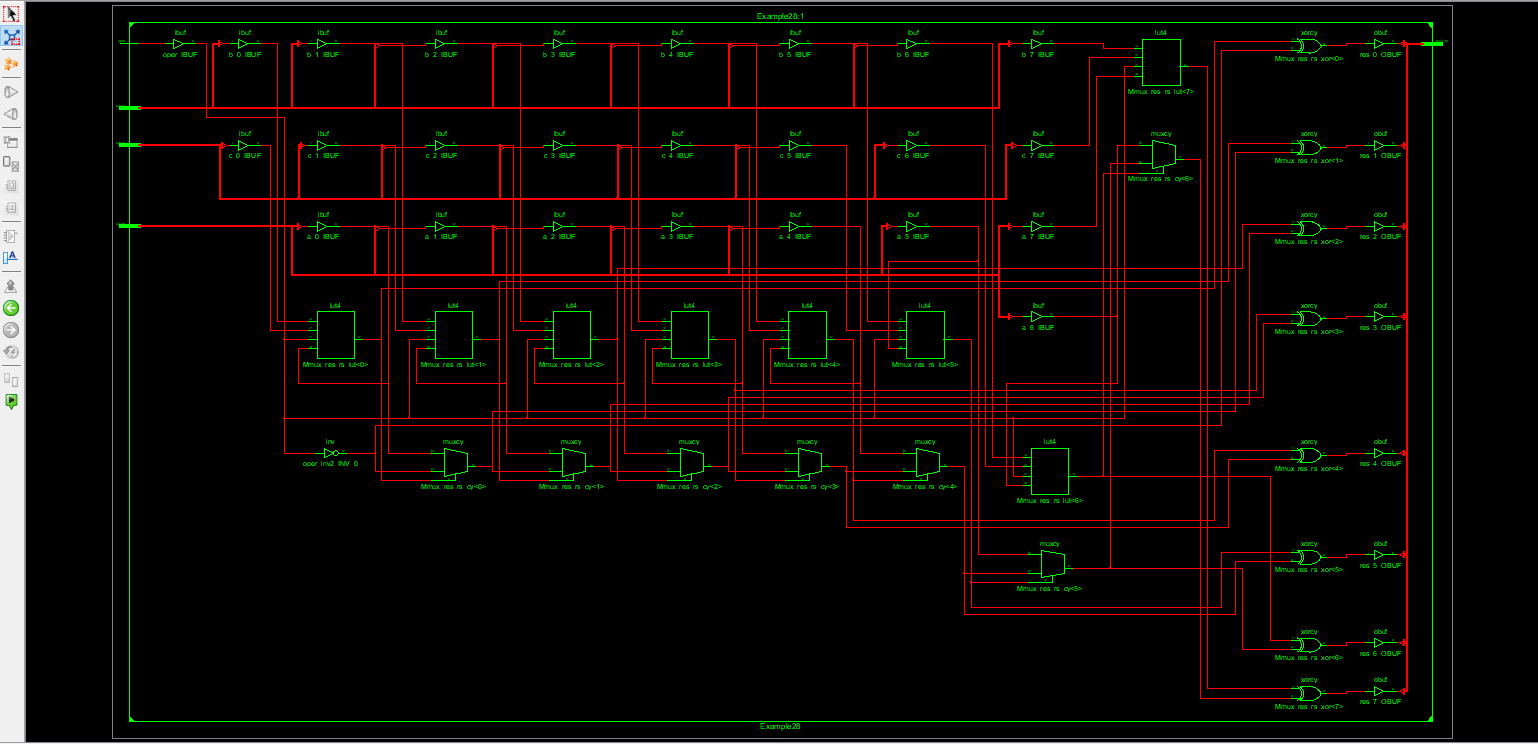 Example28:1
ibuf ibuf ibuf ibuf ibuf ibuf ibuf ibuf ibuf lut4 xorcy obuf
oper IBUF b 0 IBUF b 1 IBUF b 2 IBUF b 3 IBUF b 4 IBUF b 5 IBUF b 6 IBUF b 7 IBUF Mmux res rs xor<0> res 0 OBUF
Mmux res rs lut<7>
ibuf ibuf ibuf ibuf ibuf ibuf ibuf ibuf muxcy xorcy obuf
c 0 IBUF c 1 IBUF c 2 IBUF c 3 IBUF c 4 IBUF c 5 IBUF c 6 IBUF c 7 IBUF Mmux res rs xor<1> res 1 OBUF
Mmux res rs cy<6>
ibuf ibuf ibuf ibuf ibuf ibuf ibuf xorcy obuf
a 0 IBUF a 1 IBUF a 2 IBUF a 3 IBUF a 4 IBUF a 5 IBUF a 7 IBUF Mmux res rs xor<2> res 2 OBUF
lut4 lut4 lut4 lut4 lut4 lut4 ibuf xorcy obuf
a 6 IBUF Mmux res rs xor<3> res 3 OBUF
Mmux res rs lut<0> Mmux res rs lut<1> Mmux res rs lut<2> Mmux res rs lut<3> Mmux res rs lut<4> Mmux res rs lut<5>
inv muxcy muxcy muxcy muxcy muxcy lut4 xorcy obuf
oper inv2 INV 0 Mmux res rs xor<4> res 4 OBUF
Mmux res rs cy<0> Mmux res rs cy<1> Mmux res rs cy<2> Mmux res rs cy<3> Mmux res rs cy<4>
Mmux res rs lut<6>
muxcy xorcy obuf
Mmux res rs xor<5> res 5 OBUF
Mmux res rs cy<5>
xorcy obuf
Mmux res rs xor<6> res 6 OBUF
xorcy obuf
Mmux res rs xor<7> res 7 OBUF
Example28